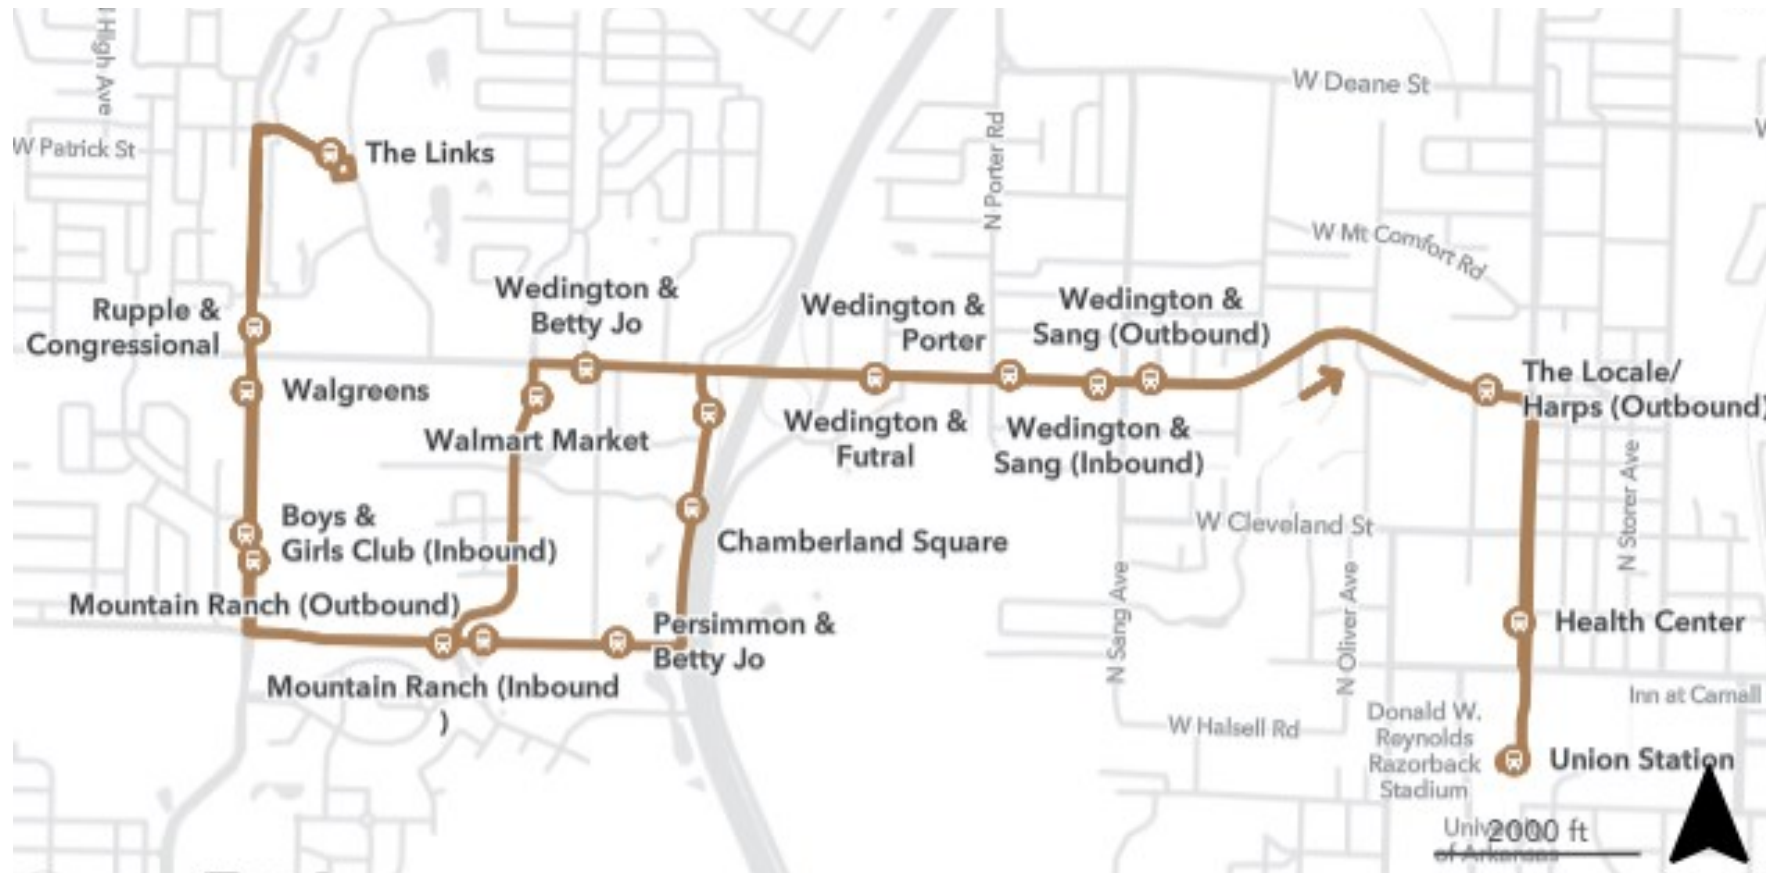 N High Ave
W Patrick St
The Links
W Deane St
N Porter Rd
W Mt Comfort Rd
Rupple &
Congressional
Wedington &
Betty Jo
Wedington &
Porter
Wedington &
Sang (Outbound)
Walgreens
Walmart Market
Wedington &
Futral
Wedington &
Sang (Inbound)
The Locale/
Harps (Outbound)
N Storer Ave
Boys &
Girls Club (Inbound)
Chamberland Square
W Cleveland St
Mountain Ranch (Outbound)
Persimmon &
Betty Jo
N Sang Ave
N Oliver Ave
Health Center
Mountain Ranch (Inbound
)
Inn at Carnall
W Halsell Rd
Donald W.
Reynolds
Razorback
Stadium
Union Station
2000 ft
of Arkansas